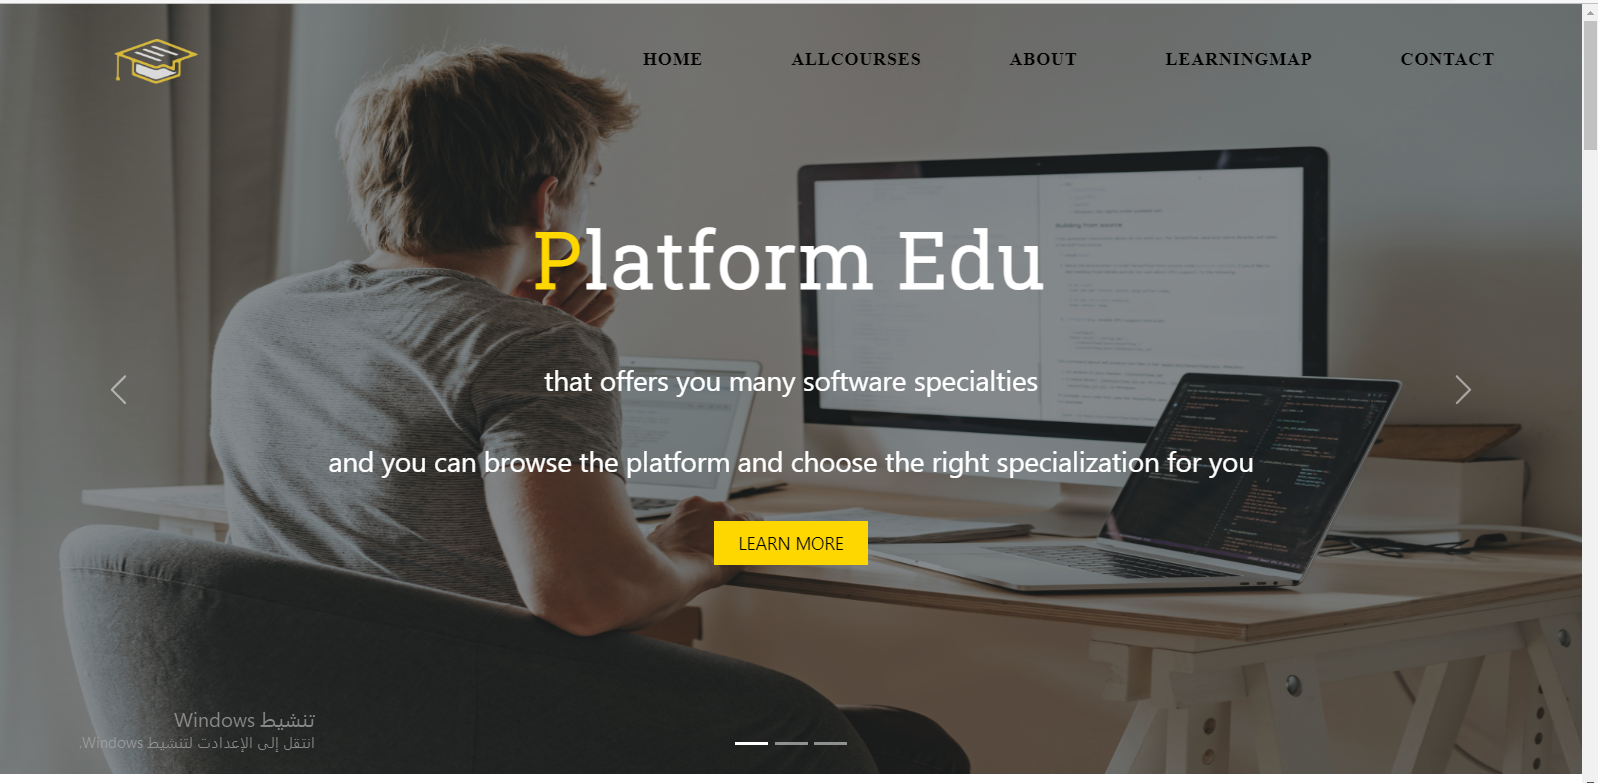 HOME ALLCOURSES ABOUT LEARNINGMAP CONTACT
Platform Edu
that offers you many software specialties
and you can browse the platform and choose the right specialization for you
LEARN MORE
تنشيط Windows
انتقل إلى الإعدادت لتنشيط Windows.